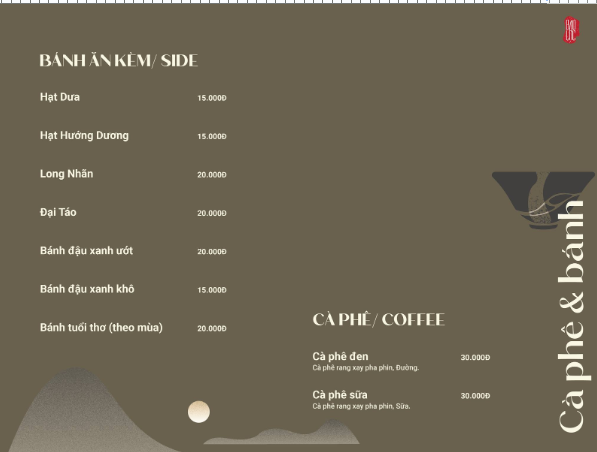 BÁNH ĂN KÈM/ SIDE
Hạt Dưa 15.000Đ
Hạt Hướng Dương 15.000Đ
Long Nhãn 20.000Đ
Đại Táo 20.000Đ
Bánh đậu xanh ướt 20.000Đ
Bánh đậu xanh khô 15.000Đ
Bánh tuổi thơ (theo mùa) 20.000Đ
CÀ PHÊ/ COFFEE
Cà phê đen 30.000Đ
Cà phê rang xay pha phin, Đường.
Cà phê sữa 30.000Đ
Cà phê rang xay pha phin, Sữa.
Cà phê & bánh